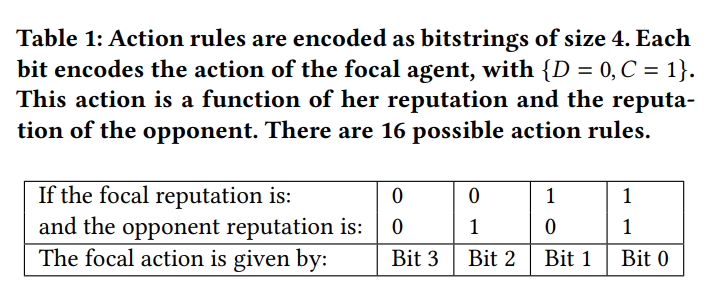 Table 1: Action rules are encoded as bitstrings of size 4. Each
bit encodes the action of the focal agent, with {D = 0, C = 1}.
This action is a function of her reputation and the reputa-
tion of the opponent. There are 16 possible action rules.
If the focal reputation is: 0 0 1 1
and the opponent reputation is: 0 1 0 1
The focal action is given by: Bit 3 Bit 2 Bit 1 Bit 0